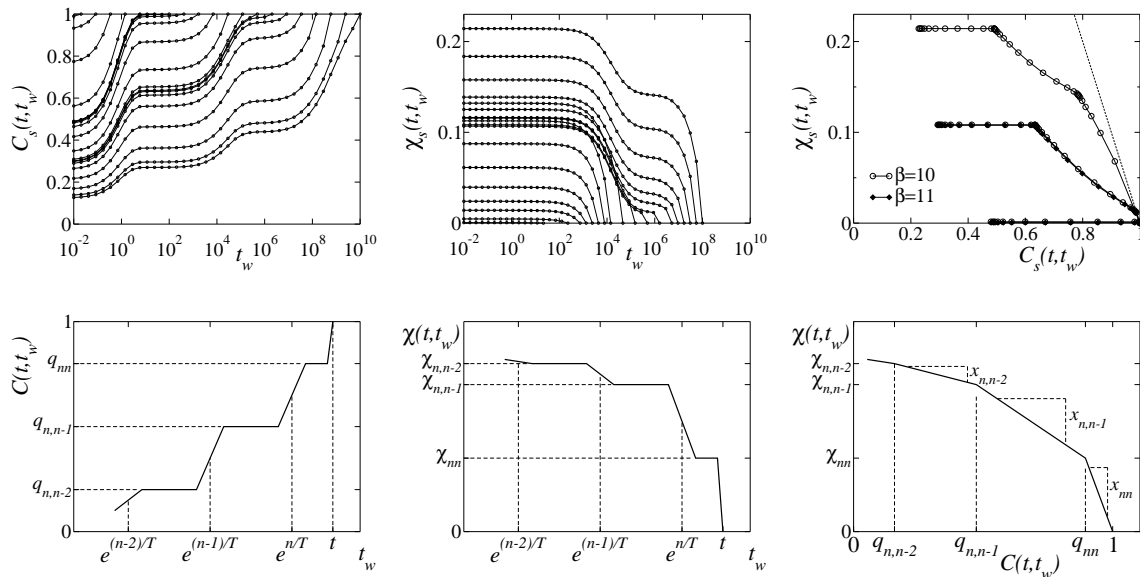 1
0.8
0.6
0.4
0.2
0
C_s(t,t_w)
10^-2 10^0 10^2 10^4 10^6 10^8 10^10
t_w
0.2
0.1
0
χ_s(t,t_w)
10^-2 10^0 10^2 10^4 10^6 10^8 10^10
t_w
0.2
0.1
0
χ_s(t,t_w)
β=10
β=11
0 0.2 0.4 0.6 0.8 1
C_s(t,t_w)
1
q_nn
q_n,n-1
q_n,n-2
0
C(t,t_w)
e^(n-2)/T e^(n-1)/T e^n/T t t_w
χ(t,t_w)
χ_n,n-2
χ_n,n-1
χ_nn
0
e^(n-2)/T e^(n-1)/T e^n/T t t_w
χ(t,t_w)
χ_n,n-2
χ_n,n-1
χ_nn
0
x_n,n-2
x_n,n-1
x_nn
0 q_n,n-2 q_n,n-1 q_nn 1
C(t,t_w)